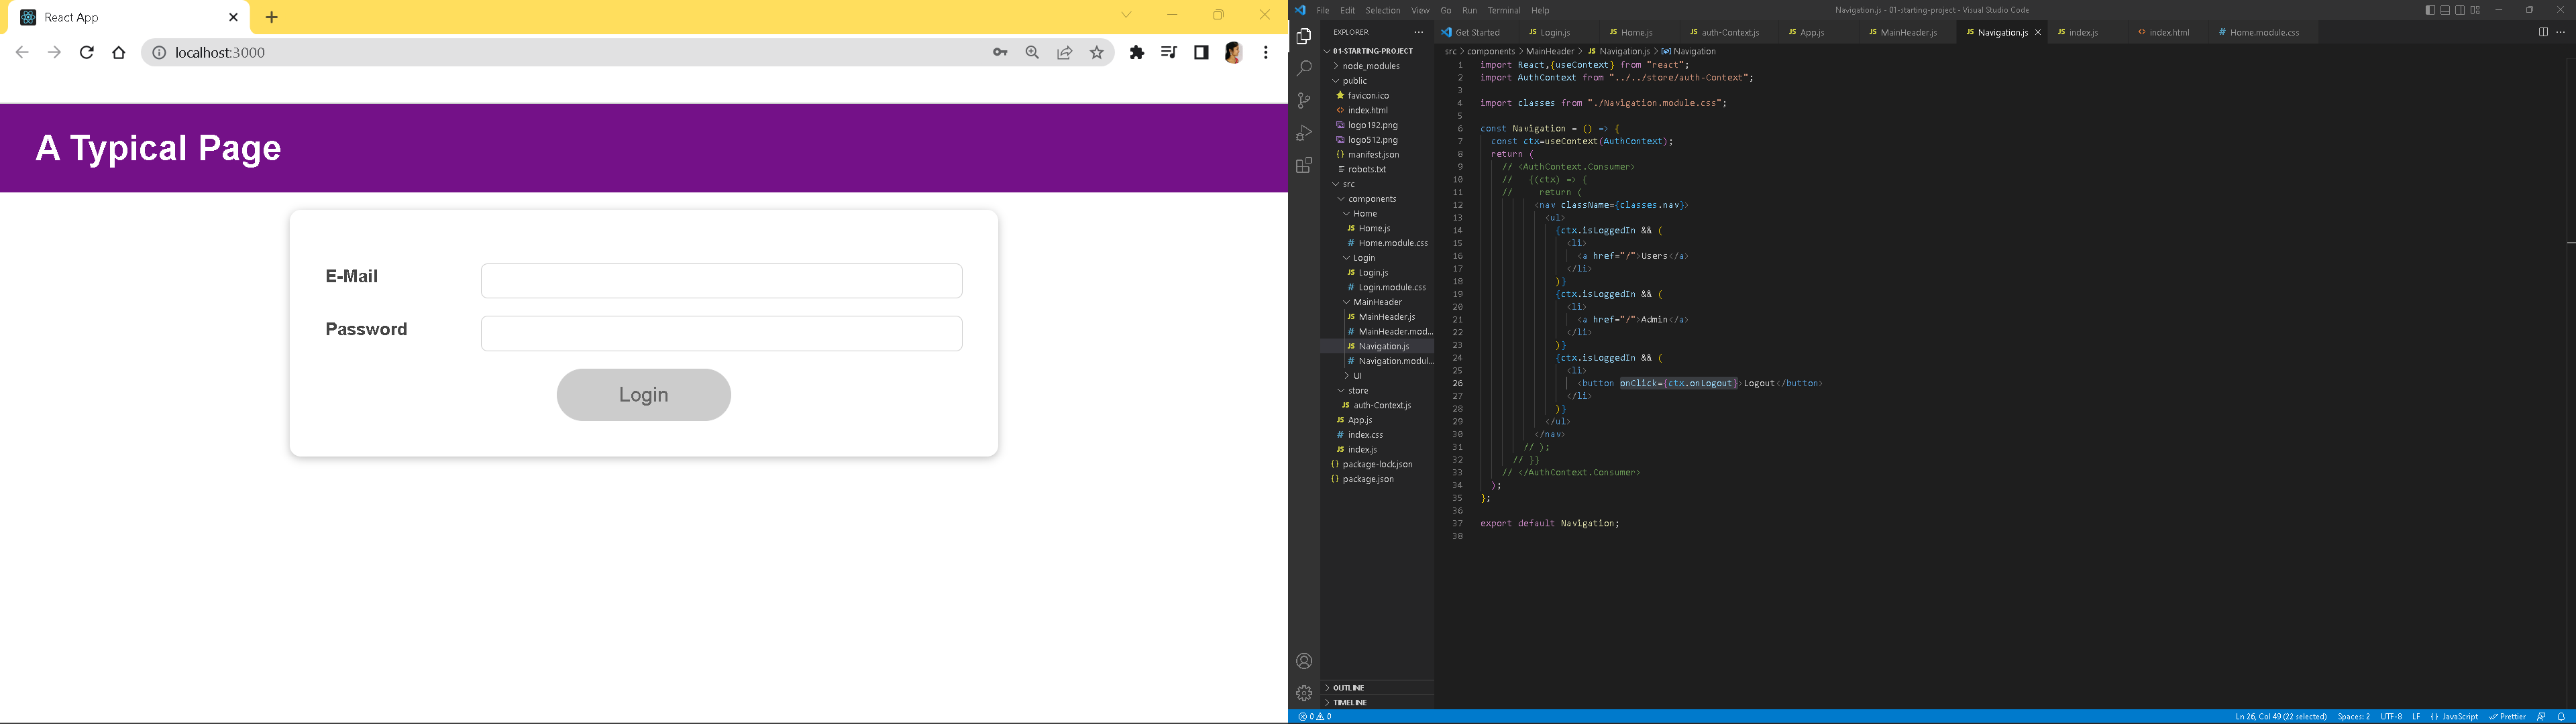 React App
localhost:3000
A Typical Page
E-Mail
Password
Login
File Edit Selection View Go Run Terminal Help
Navigation.js - 01-starting-project - Visual Studio Code
EXPLORER
01-STARTING-PROJECT
node_modules
public
favicon.ico
index.html
logo192.png
logo512.png
manifest.json
robots.txt
src
components
Home
Home.js
Home.module.css
Login
Login.js
Login.module.css
MainHeader
MainHeader.js
MainHeader.mod...
Navigation.js
Navigation.modul...
UI
store
auth-Context.js
App.js
index.css
index.js
package-lock.json
package.json
OUTLINE
TIMELINE
Get Started Login.js Home.js auth-Context.js App.js MainHeader.js Navigation.js index.js index.html Home.module.css
src > components > MainHeader > Navigation.js > Navigation
1 import React,{useContext} from "react";
2 import AuthContext from "../../store/auth-Context";
3
4 import classes from "./Navigation.module.css";
5
6 const Navigation = () => {
7 const ctx=useContext(AuthContext);
8 return (
9 // <AuthContext.Consumer>
10 // {(ctx) => {
11 // return (
12 <nav className={classes.nav}>
13 <ul>
14 {ctx.isLoggedIn && (
15 <li>
16 <a href="/">Users</a>
17 </li>
18 )}
19 {ctx.isLoggedIn && (
20 <li>
21 <a href="/">Admin</a>
22 </li>
23 )}
24 {ctx.isLoggedIn && (
25 <li>
26 <button onClick={ctx.onLogout}>Logout</button>
27 </li>
28 )}
29 </ul>
30 </nav>
31 // );
32 // }}
33 // </AuthContext.Consumer>
34 );
35 };
36
37 export default Navigation;
38
0 0
Ln 26, Col 49 (22 selected) Spaces: 2 UTF-8 LF {} JavaScript Prettier